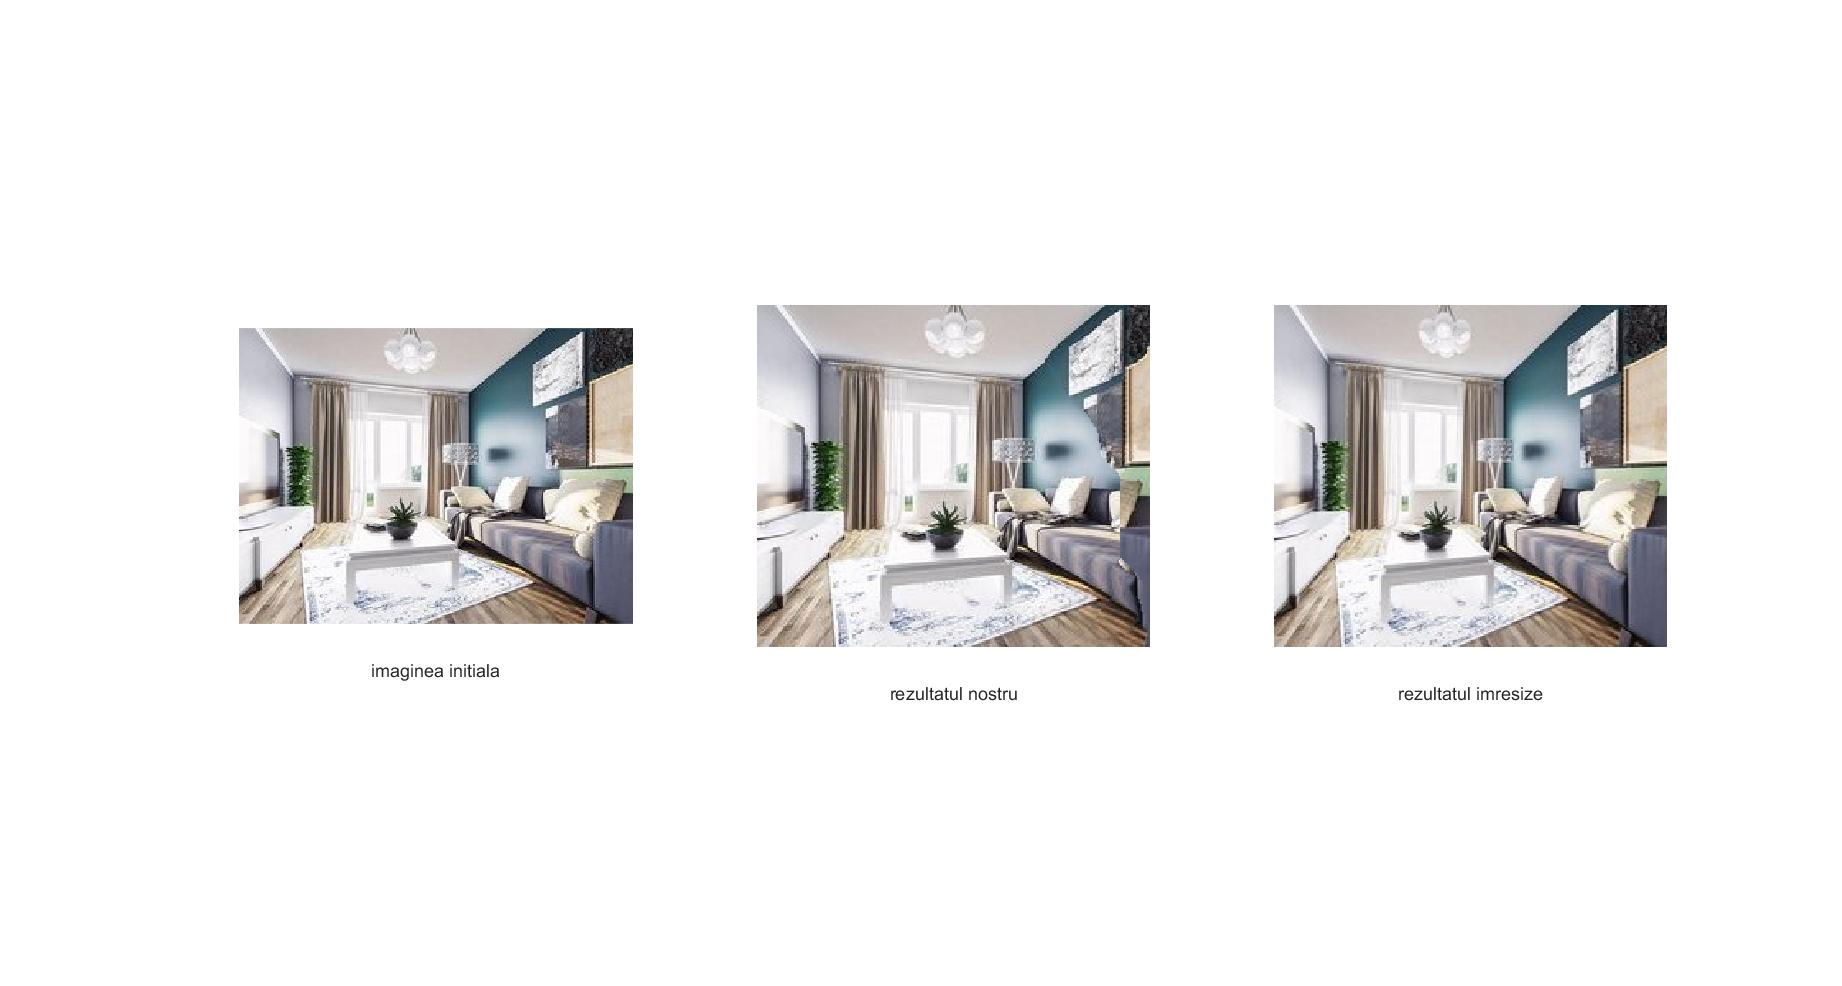 imaginea initiala
rezultatul nostru
rezultatul imresize